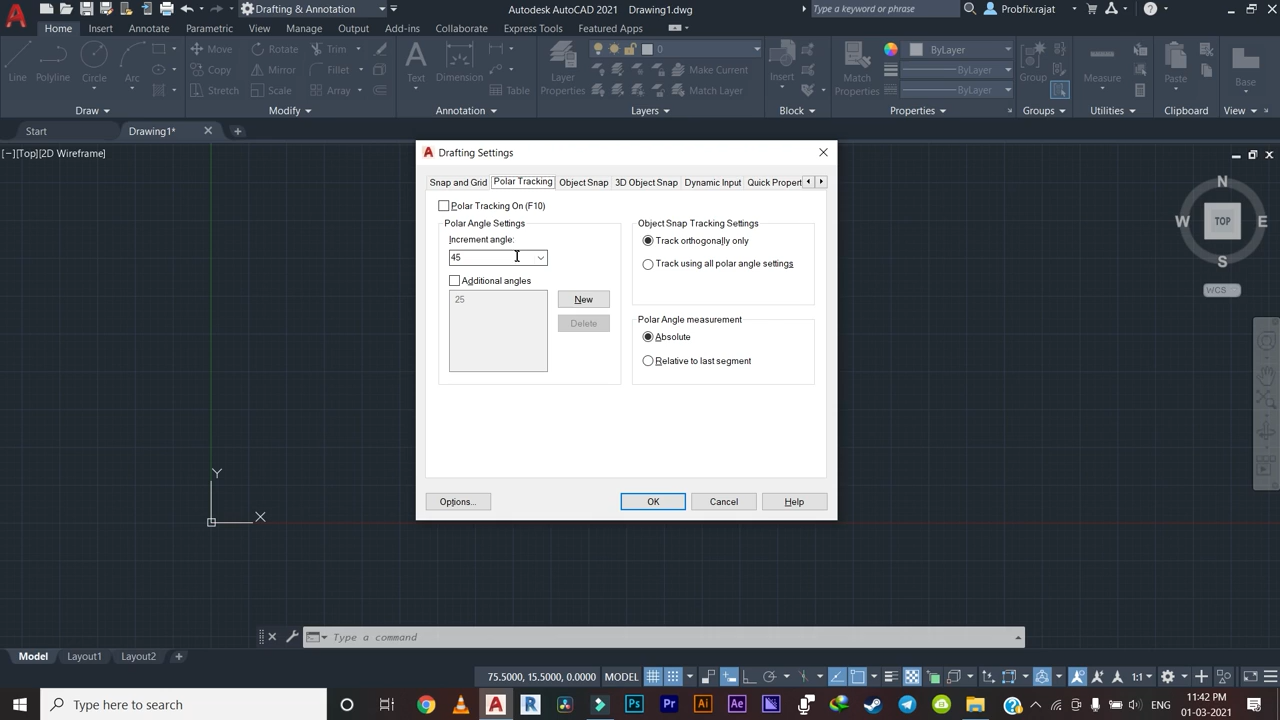 Drafting & Annotation
Autodesk AutoCAD 2021 Drawing1.dwg
Type a keyword or phrase
Probfix.rajat
Home Insert Annotate Parametric View Manage Output Add-ins Collaborate Express Tools Featured Apps
Line Polyline Circle Arc
Move Rotate Trim
Copy Mirror Fillet
Stretch Scale Array
Text Dimension Table
Layer Properties
0
Make Current
Match Layer
Insert
Match Properties
ByLayer
ByLayer
ByLayer
Group
Measure
Paste
Base
Draw Modify Annotation Layers Block Properties Groups Utilities Clipboard View
Start Drawing1*
[−][Top][2D Wireframe]
Drafting Settings
Snap and Grid Polar Tracking Object Snap 3D Object Snap Dynamic Input Quick Propert
Polar Tracking On (F10)
Polar Angle Settings
Increment angle:
45
Additional angles
25
New
Delete
Object Snap Tracking Settings
Track orthogonally only
Track using all polar angle settings
Polar Angle measurement
Absolute
Relative to last segment
Options... OK Cancel Help
N
W TOP E
S
WCS
Y
X
Type a command
Model Layout1 Layout2 +
75.5000, 15.5000, 0.0000 MODEL 1:1
Type here to search
Ps Pr Ai Ae
11:42 PM
01-03-2021